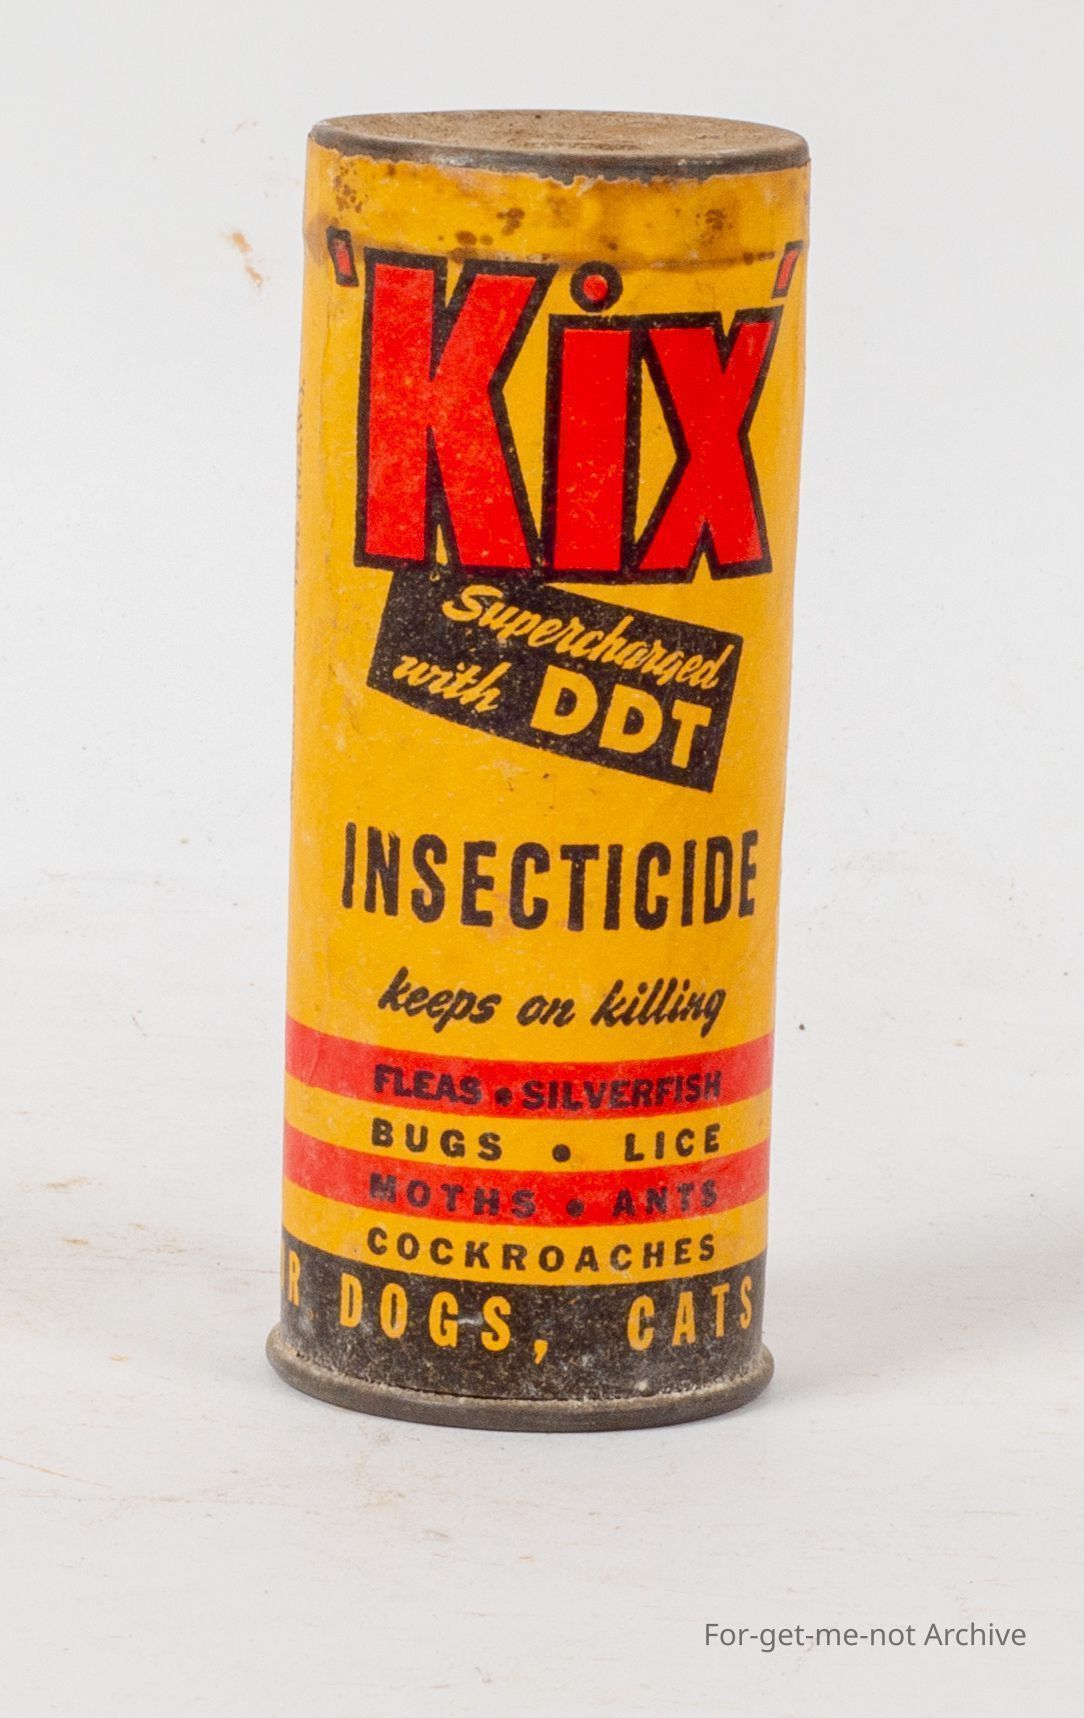 'Kix'
Supercharged
with DDT
INSECTICIDE
keeps on killing
FLEAS • SILVERFISH
BUGS • LICE
MOTHS • ANTS
COCKROACHES
DOGS, CATS
For-get-me-not Archive